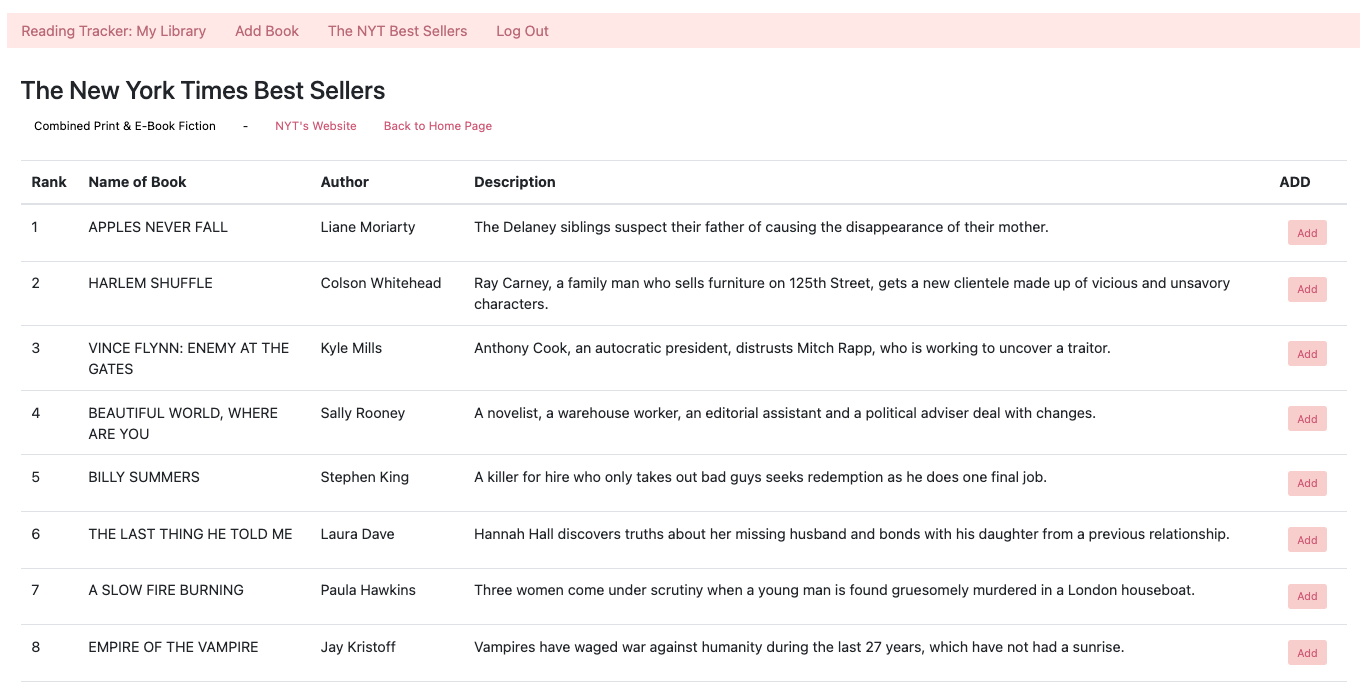 Reading Tracker: My Library Add Book The NYT Best Sellers Log Out
The New York Times Best Sellers
Combined Print & E-Book Fiction - NYT's Website Back to Home Page
Rank Name of Book Author Description ADD
1 APPLES NEVER FALL Liane Moriarty The Delaney siblings suspect their father of causing the disappearance of their mother. Add
2 HARLEM SHUFFLE Colson Whitehead Ray Carney, a family man who sells furniture on 125th Street, gets a new clientele made up of vicious and unsavory Add
characters.
3 VINCE FLYNN: ENEMY AT THE Kyle Mills Anthony Cook, an autocratic president, distrusts Mitch Rapp, who is working to uncover a traitor. Add
GATES
4 BEAUTIFUL WORLD, WHERE Sally Rooney A novelist, a warehouse worker, an editorial assistant and a political adviser deal with changes. Add
ARE YOU
5 BILLY SUMMERS Stephen King A killer for hire who only takes out bad guys seeks redemption as he does one final job. Add
6 THE LAST THING HE TOLD ME Laura Dave Hannah Hall discovers truths about her missing husband and bonds with his daughter from a previous relationship. Add
7 A SLOW FIRE BURNING Paula Hawkins Three women come under scrutiny when a young man is found gruesomely murdered in a London houseboat. Add
8 EMPIRE OF THE VAMPIRE Jay Kristoff Vampires have waged war against humanity during the last 27 years, which have not had a sunrise. Add